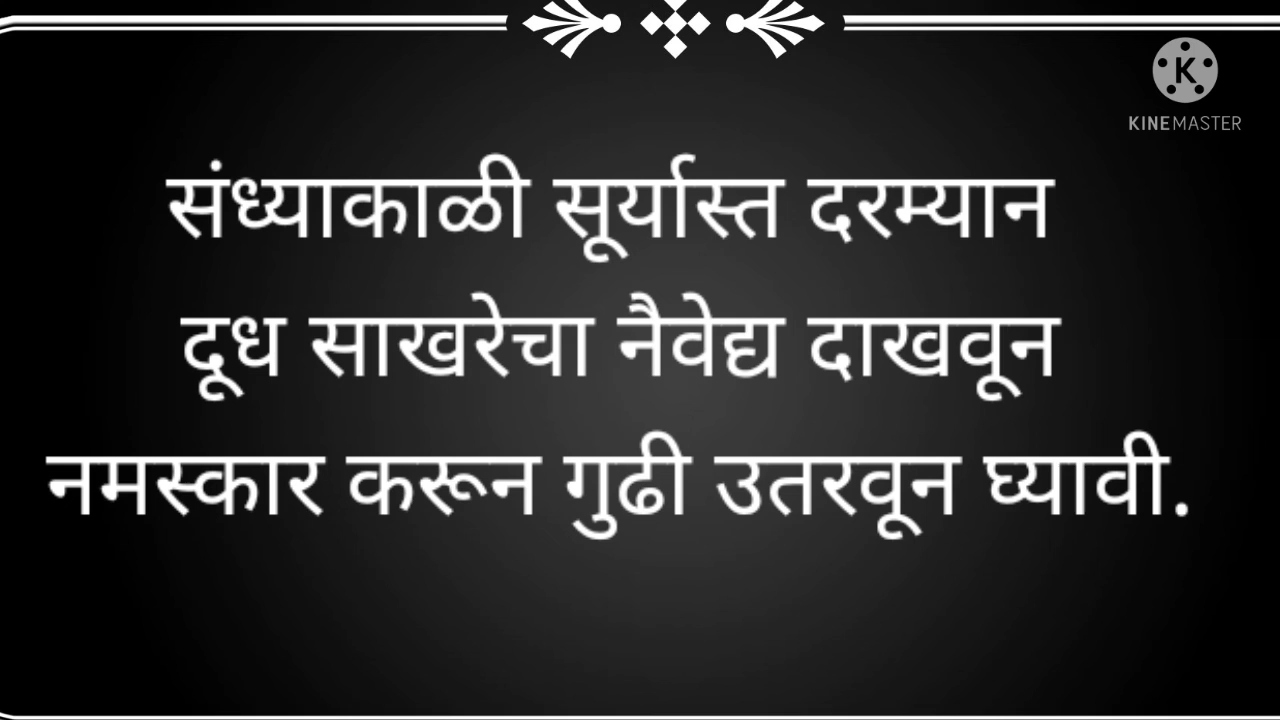 KINEMASTER
संध्याकाळी सूर्यास्त दरम्यान
दूध साखरेचा नैवेद्य दाखवून
नमस्कार करून गुढी उतरवून घ्यावी.